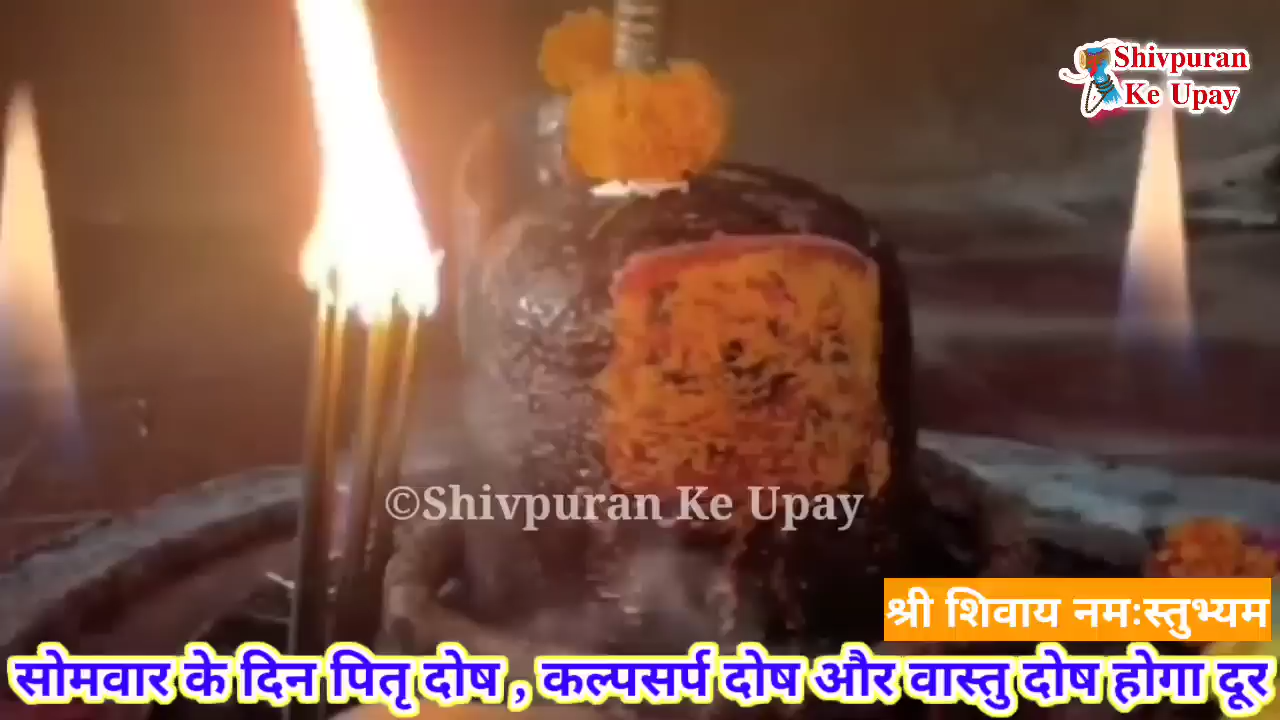 Shivpuran
Ke Upay
©Shivpuran Ke Upay
श्री शिवाय नमःस्तुभ्यम
सोमवार के दिन पितृ दोष , कल्पसर्प दोष और वास्तु दोष होगा दूर